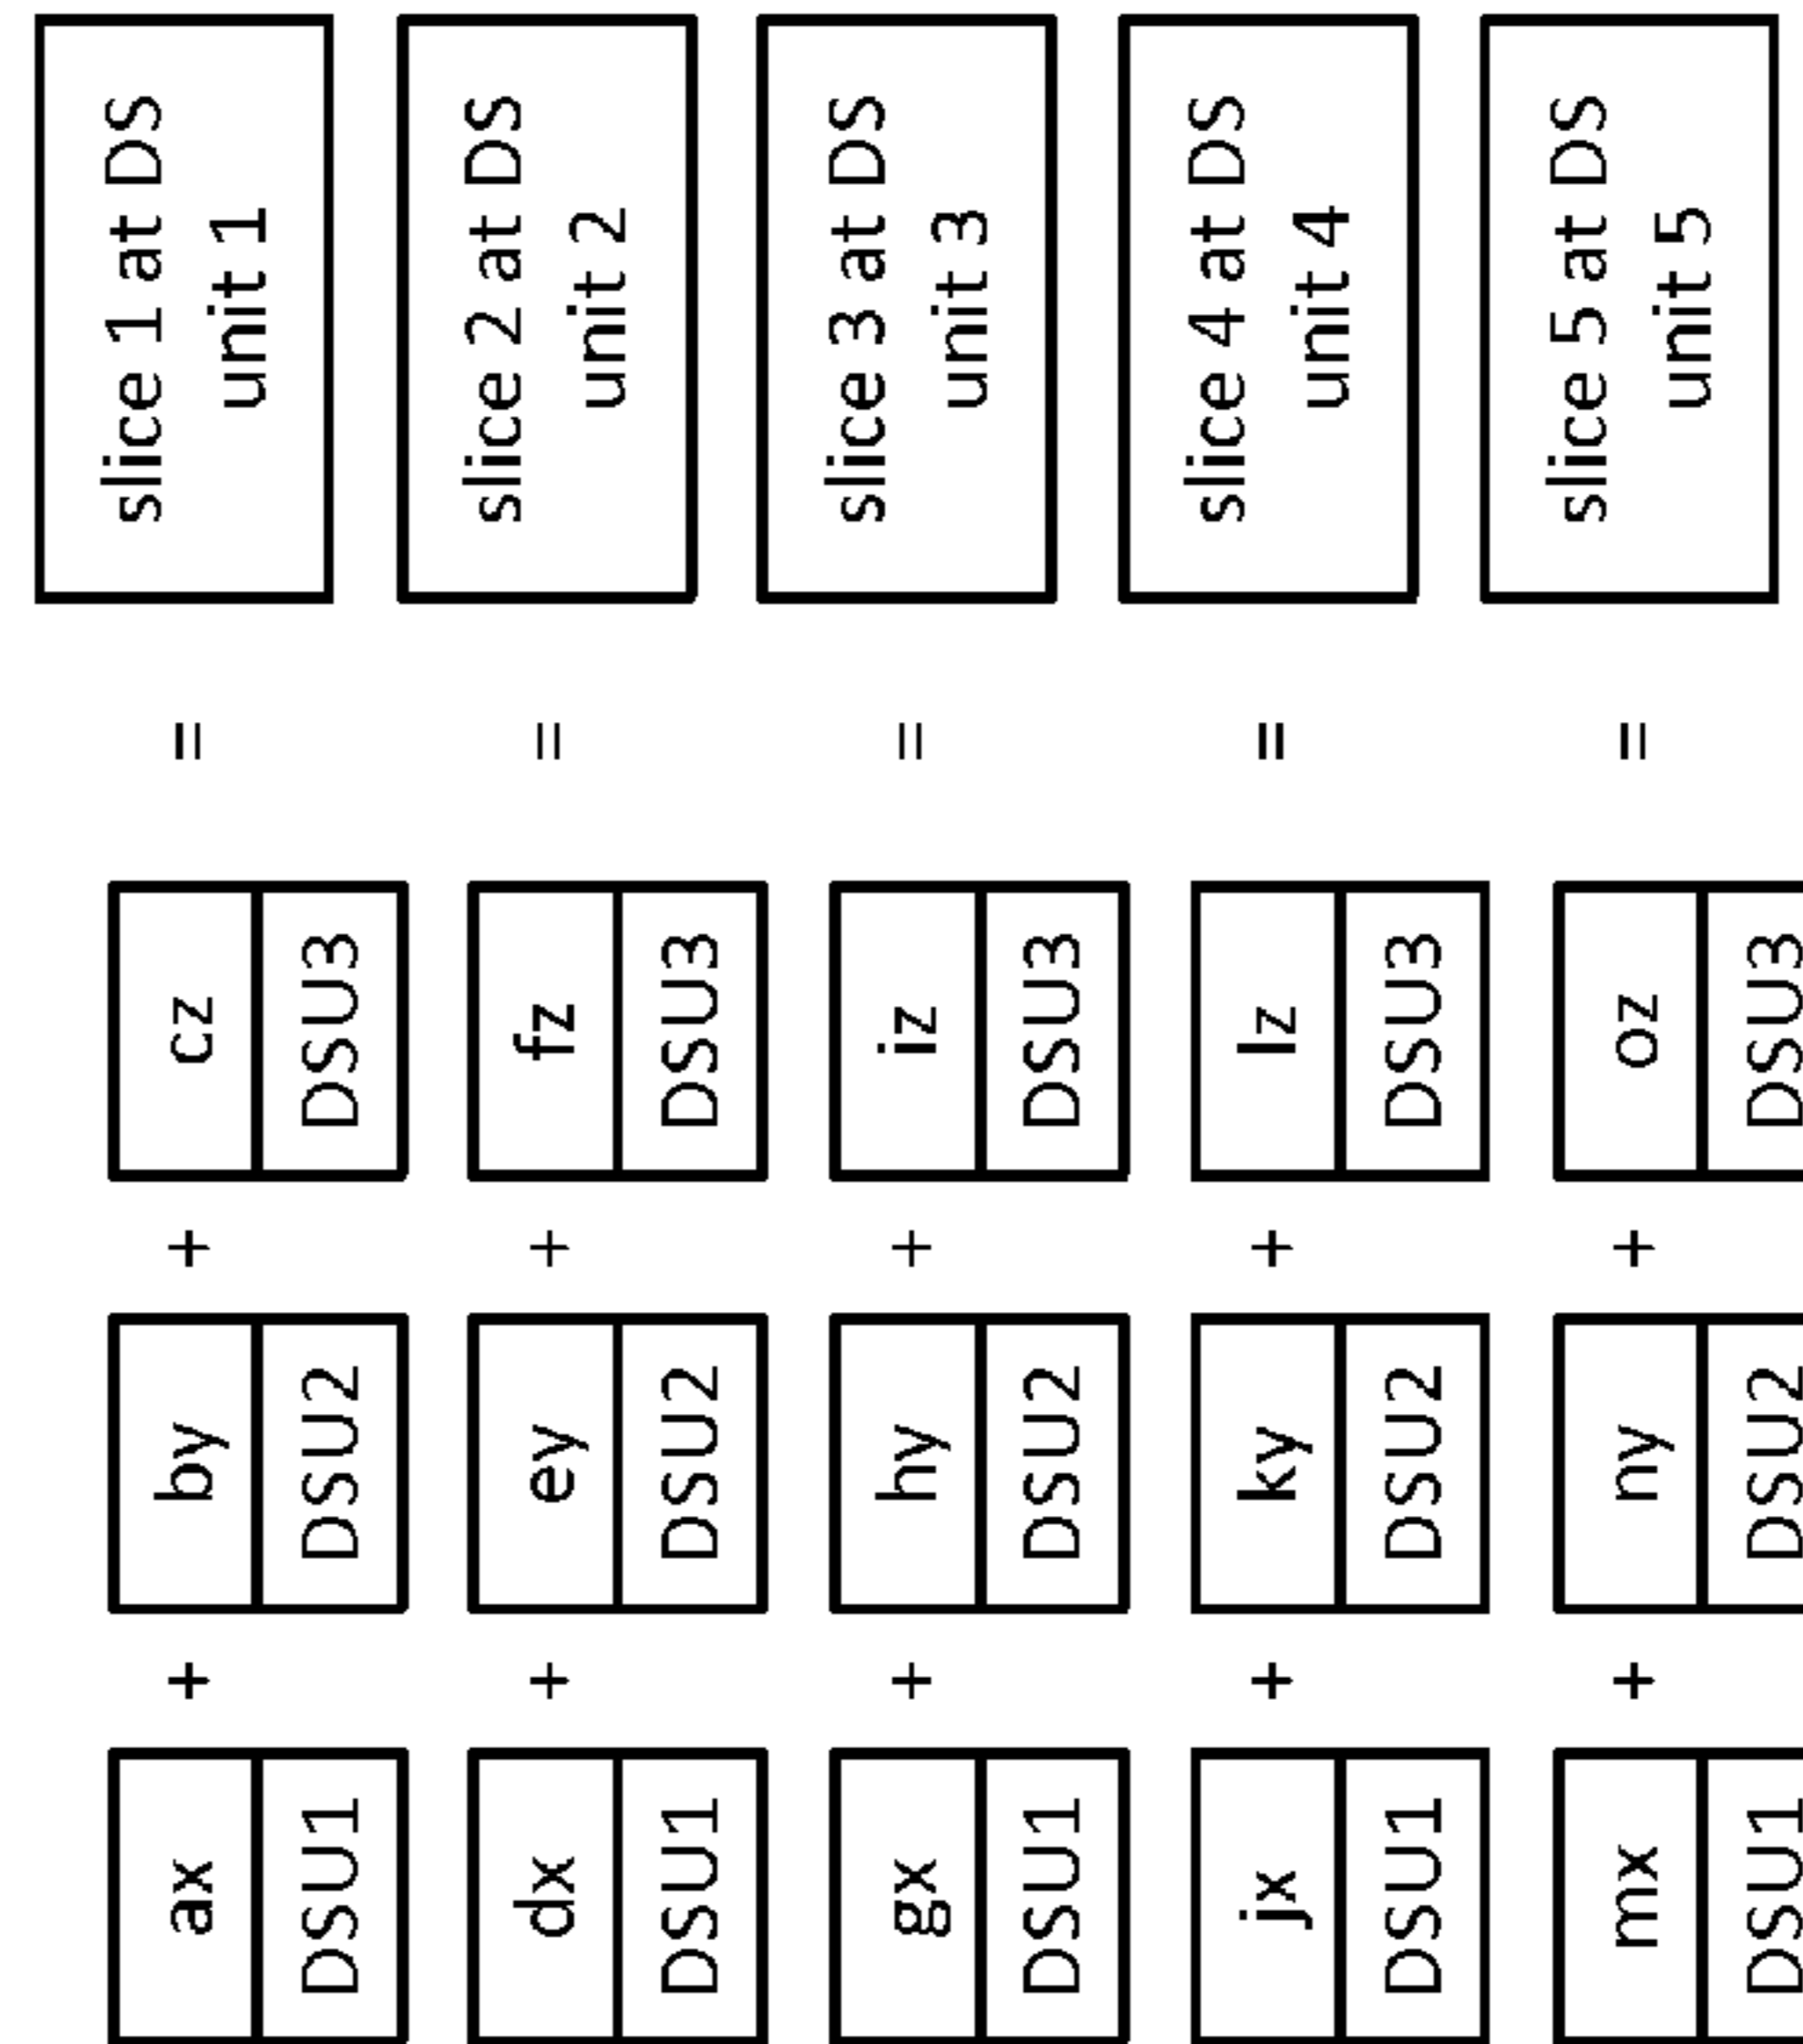 ax + by + cz = slice 1 at DS
DSU1 DSU2 DSU3 unit 1
dx + ey + fz = slice 2 at DS
DSU1 DSU2 DSU3 unit 2
gx + hy + iz = slice 3 at DS
DSU1 DSU2 DSU3 unit 3
jx + ky + lz = slice 4 at DS
DSU1 DSU2 DSU3 unit 4
mx + ny + oz = slice 5 at DS
DSU1 DSU2 DSU3 unit 5